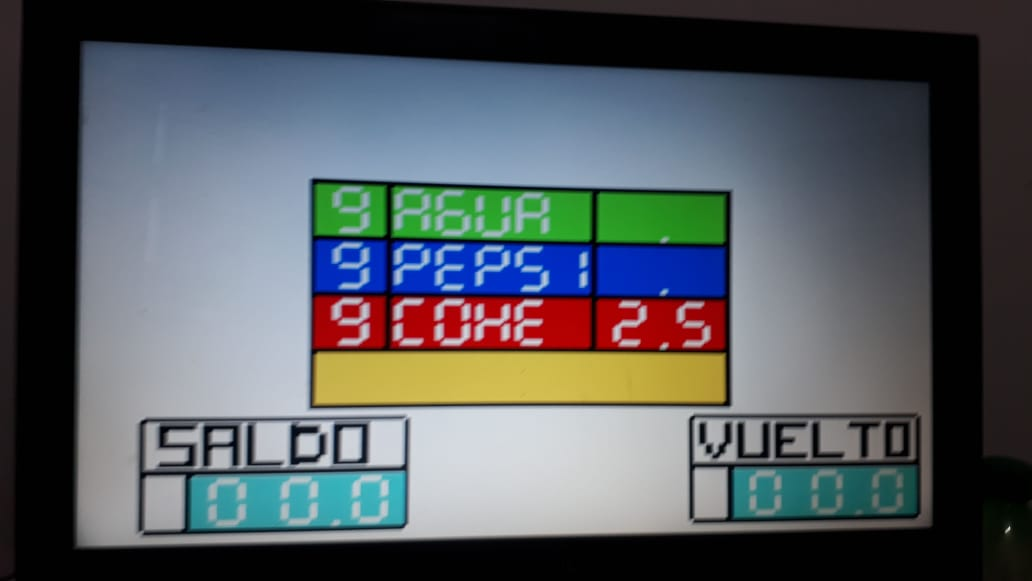 9 AGUA ,
9 PEPSI ,
9 COKE 2,5
SALDO
00.0
VUELTO
00.0